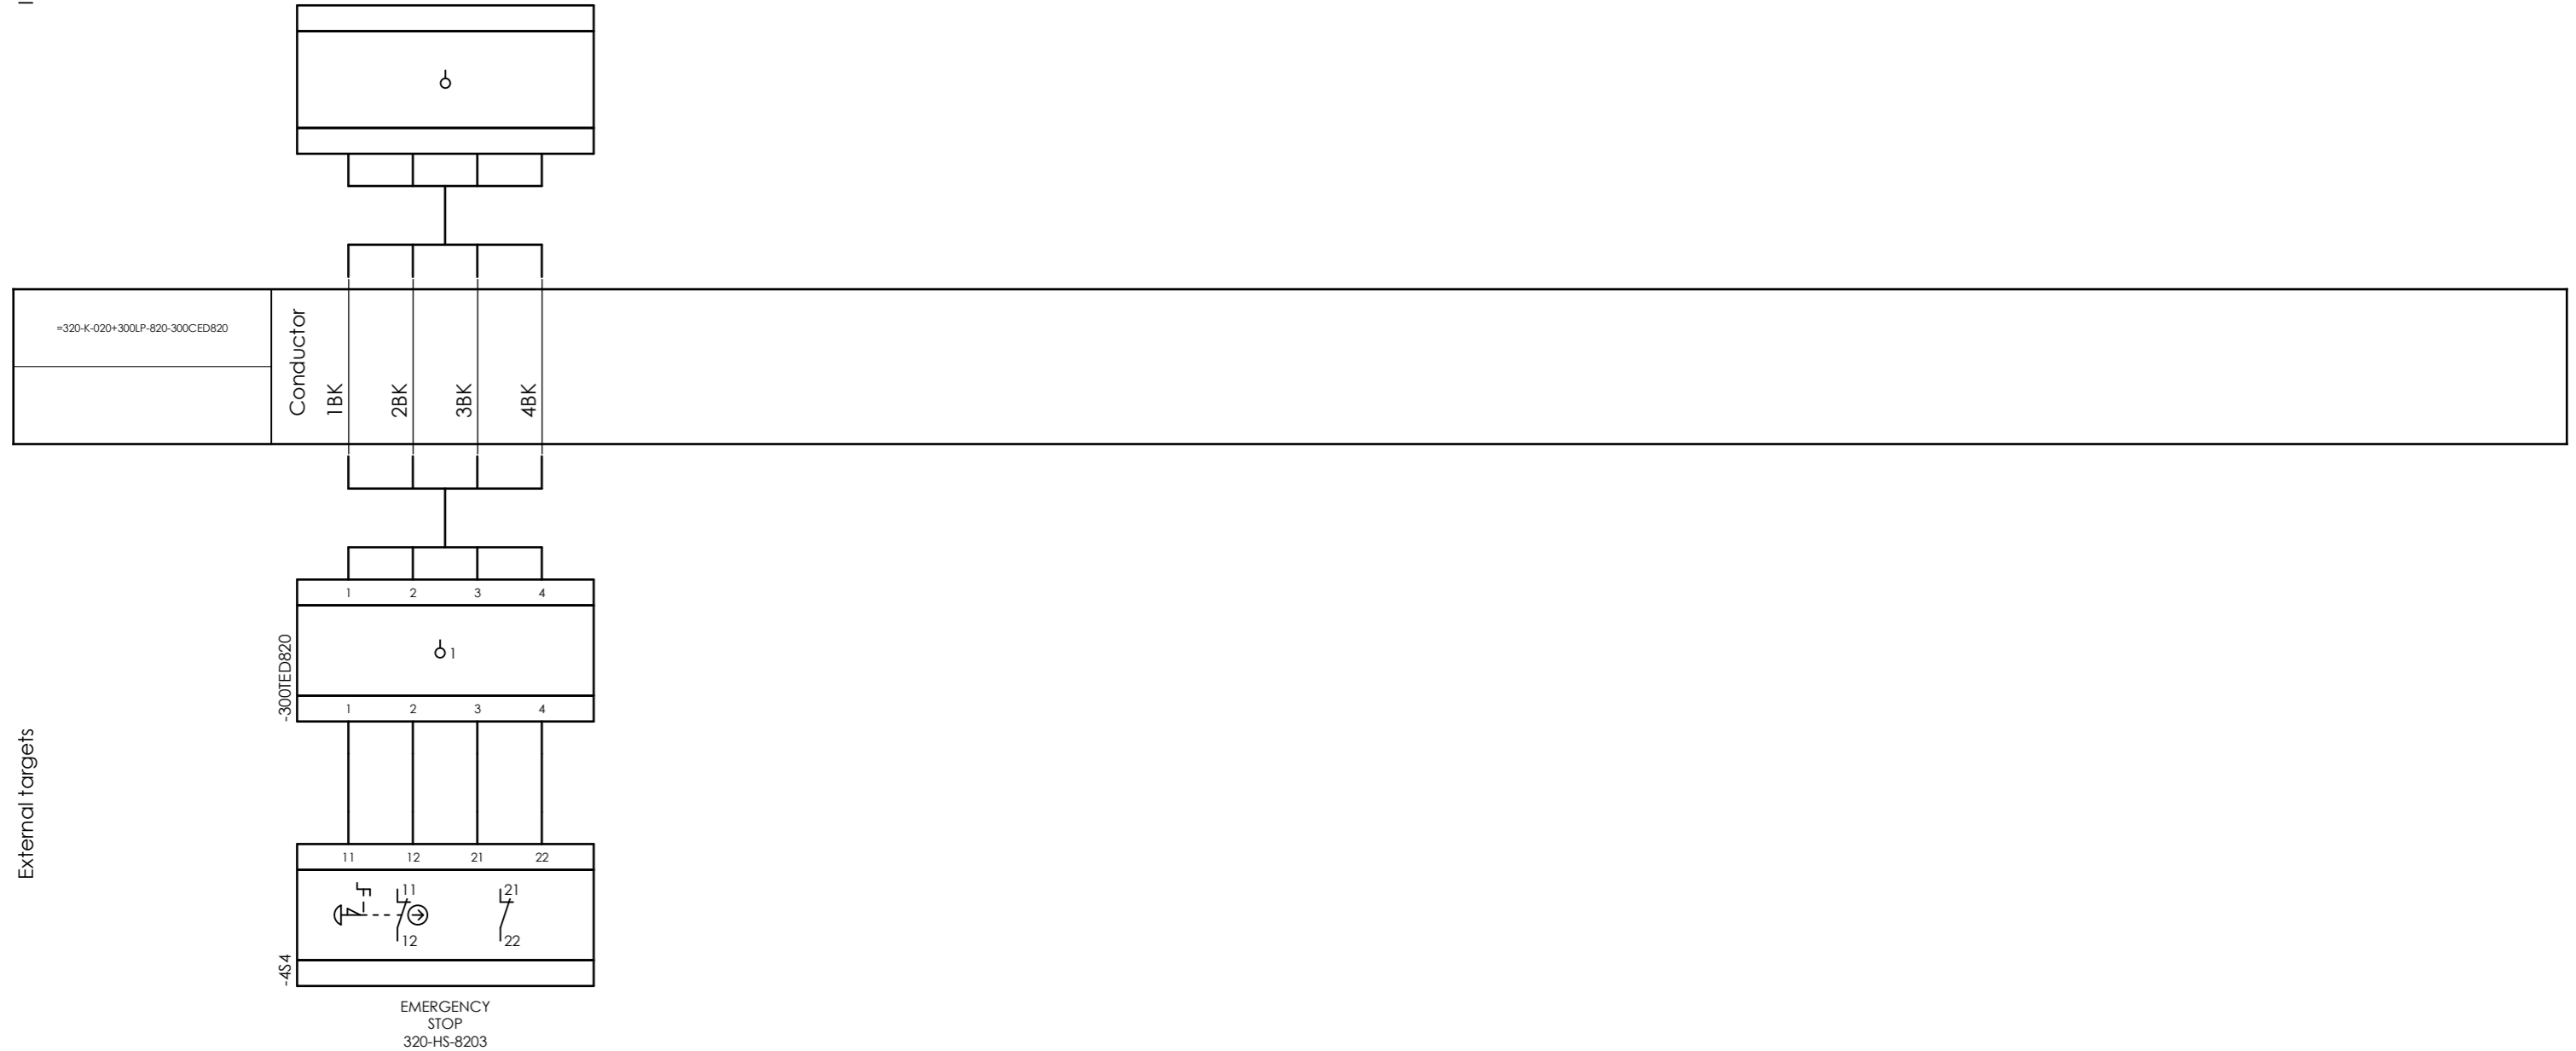 =320-K-020+300LP-820-300CED820
Conductor
1BK
2BK
3BK
4BK
1 2 3 4
-300TED820
1
1 2 3 4
External targets
11 12 21 22
11 21
12 22
-4S4
EMERGENCY
STOP
320-HS-8203